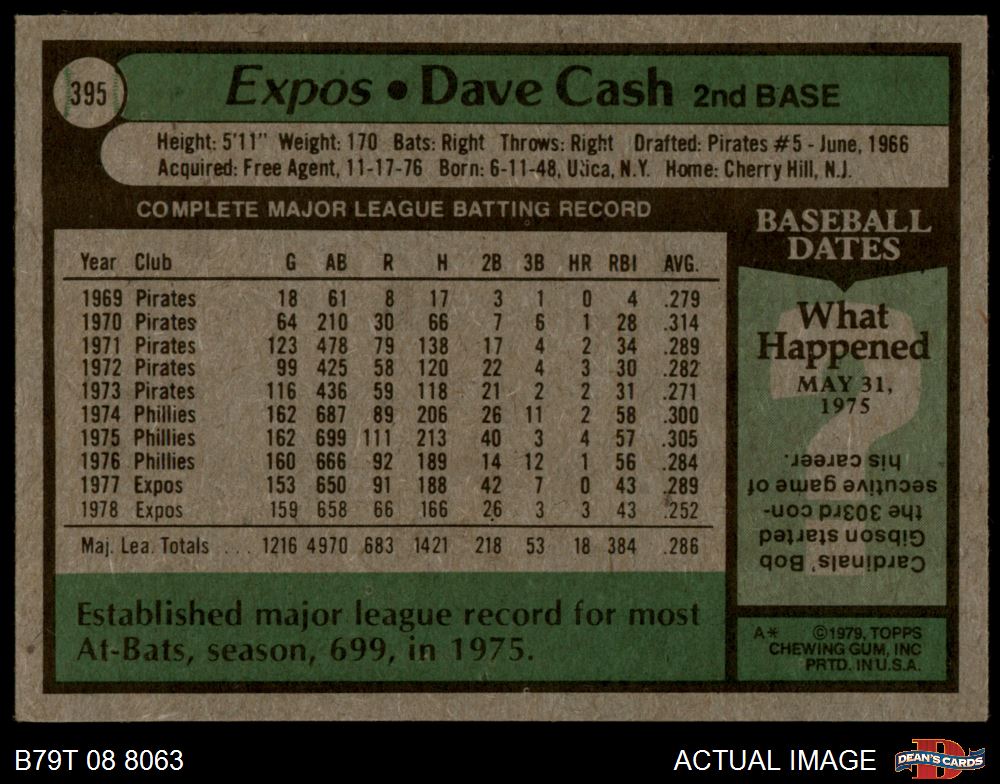 395
Expos • Dave Cash 2nd BASE
Height: 5'11" Weight: 170 Bats: Right Throws: Right Drafted: Pirates #5 - June, 1966
Acquired: Free Agent, 11-17-76 Born: 6-11-48, Utica, N.Y. Home: Cherry Hill, N.J.
COMPLETE MAJOR LEAGUE BATTING RECORD
Year Club G AB R H 2B 3B HR RBI AVG.
1969 Pirates 18 61 8 17 3 1 0 4 .279
1970 Pirates 64 210 30 66 7 6 1 28 .314
1971 Pirates 123 478 79 138 17 4 2 34 .289
1972 Pirates 99 425 58 120 22 4 3 30 .282
1973 Pirates 116 436 59 118 21 2 2 31 .271
1974 Phillies 162 687 89 206 26 11 2 58 .300
1975 Phillies 162 699 111 213 40 3 4 57 .305
1976 Phillies 160 666 92 189 14 12 1 56 .284
1977 Expos 153 650 91 188 42 7 0 43 .289
1978 Expos 159 658 66 166 26 3 3 43 .252
Maj. Lea. Totals ... 1216 4970 683 1421 218 53 18 384 .286
Established major league record for most
At-Bats, season, 699, in 1975.
BASEBALL
DATES
What
Happened
MAY 31,
1975
Cardinals' Bob
Gibson started
the 303rd con-
secutive game of
his career.
A* ©1979, TOPPS
CHEWING GUM, INC
PRTD. IN U.S.A.
B79T 08 8063
ACTUAL IMAGE
D
DEAN'S CARDS